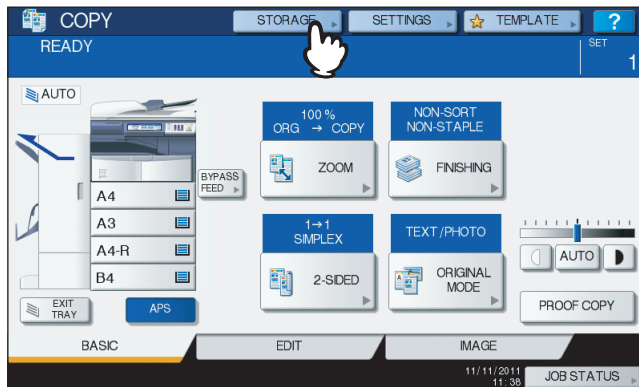 COPY
STORAGE
SETTINGS
TEMPLATE
?
READY
SET
1
AUTO
A4
A3
A4-R
B4
BYPASS
FEED
EXIT
TRAY
APS
100 %
ORG → COPY
ZOOM
NON-SORT
NON-STAPLE
FINISHING
1→1
SIMPLEX
2-SIDED
TEXT/PHOTO
ORIGINAL
MODE
AUTO
PROOF COPY
BASIC
EDIT
IMAGE
11/11/2011
11:38
JOB STATUS